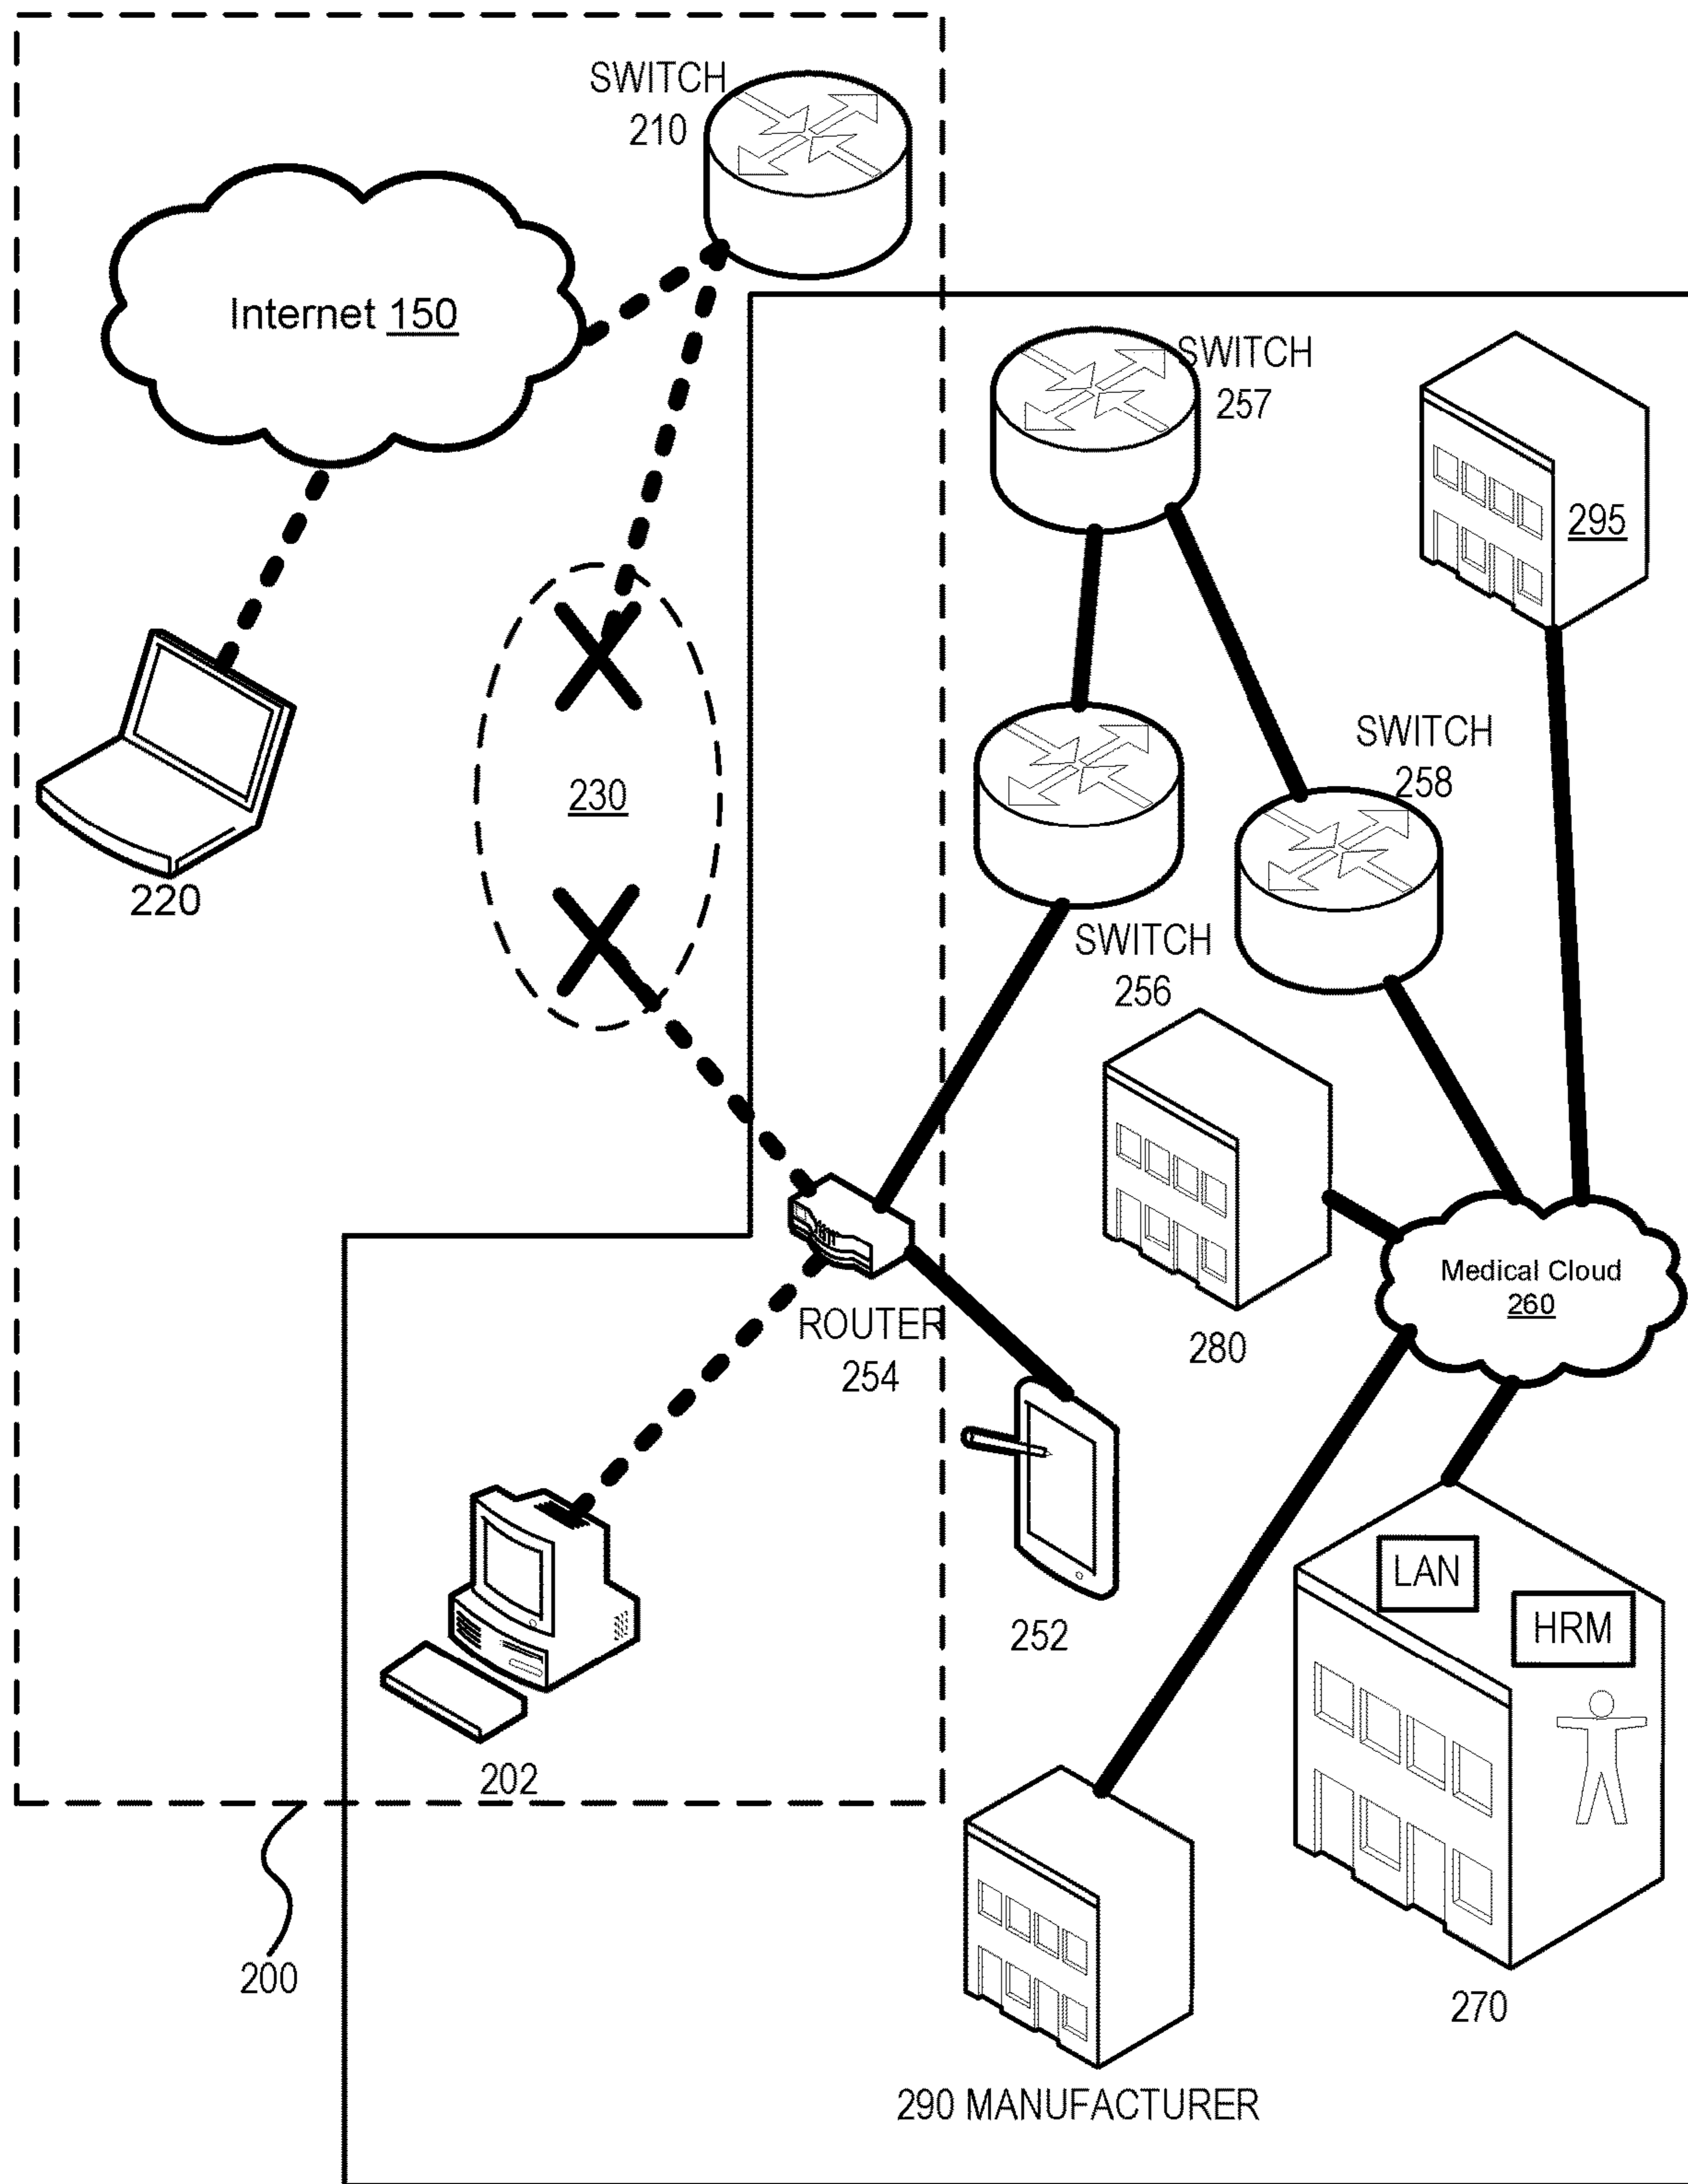 SWITCH
210
Internet 150
SWITCH
257
295
SWITCH
258
230
220
SWITCH
256
Medical Cloud
260
ROUTER
254
280
LAN
HRM
252
202
200
270
290 MANUFACTURER